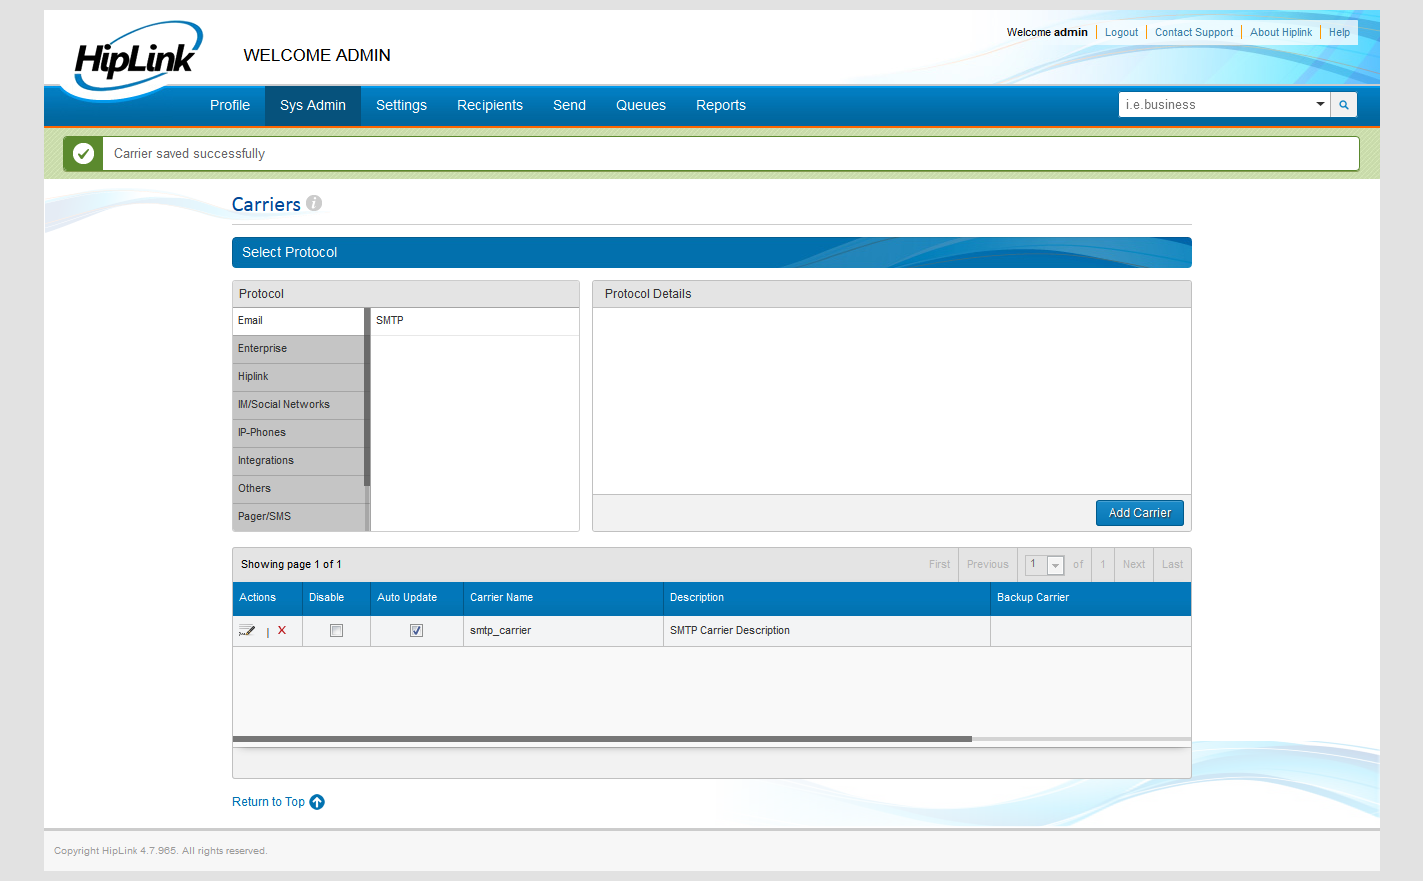 HipLink
WELCOME ADMIN
Welcome admin Logout Contact Support About Hiplink Help
Profile Sys Admin Settings Recipients Send Queues Reports
i.e.business
Carrier saved successfully
Carriers i
Select Protocol
Protocol
Protocol Details
Email
SMTP
Enterprise
Hiplink
IM/Social Networks
IP-Phones
Integrations
Others
Pager/SMS
Add Carrier
Showing page 1 of 1
First Previous 1 of 1 Next Last
Actions Disable Auto Update Carrier Name Description Backup Carrier
| X smtp_carrier SMTP Carrier Description
Return to Top
Copyright HipLink 4.7.965. All rights reserved.